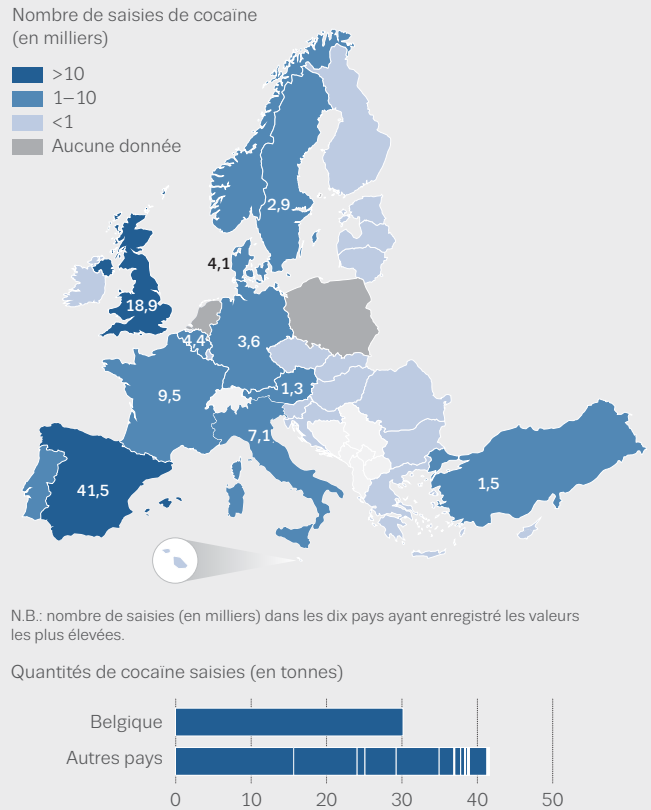 Nombre de saisies de cocaïne
(en milliers)
>10
1–10
<1
Aucune donnée
2,9
4,1
18,9
4,4
3,6
9,5
1,3
7,1
41,5
1,5
N.B.: nombre de saisies (en milliers) dans les dix pays ayant enregistré les valeurs
les plus élevées.
Quantités de cocaïne saisies (en tonnes)
Belgique
Autres pays
0 10 20 30 40 50